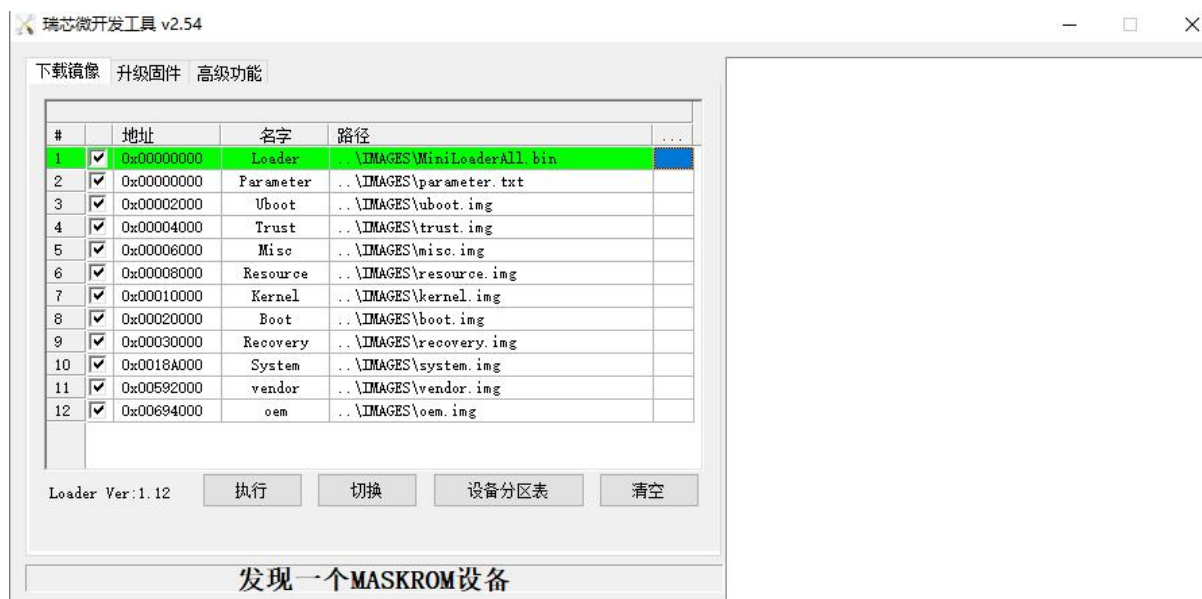 瑞芯微开发工具 v2.54
下载镜像 升级固件 高级功能
# 地址 名字 路径 ...
1 0x00000000 Loader ..\IMAGES\MiniLoaderAll.bin
2 0x00000000 Parameter ..\IMAGES\parameter.txt
3 0x00002000 Uboot ..\IMAGES\uboot.img
4 0x00004000 Trust ..\IMAGES\trust.img
5 0x00006000 Misc ..\IMAGES\misc.img
6 0x00008000 Resource ..\IMAGES\resource.img
7 0x00010000 Kernel ..\IMAGES\kernel.img
8 0x00020000 Boot ..\IMAGES\boot.img
9 0x00030000 Recovery ..\IMAGES\recovery.img
10 0x0018A000 System ..\IMAGES\system.img
11 0x00592000 vendor ..\IMAGES\vendor.img
12 0x00694000 oem ..\IMAGES\oem.img
Loader Ver:1.12 执行 切换 设备分区表 清空
发现一个MASKROM设备